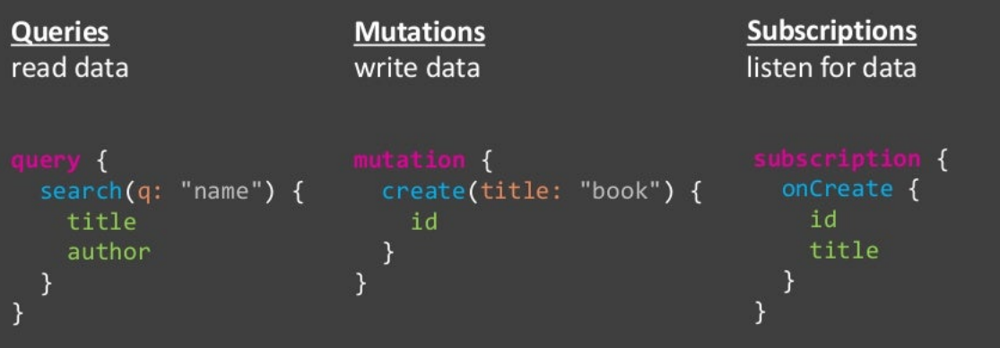 Queries
read data
query {
  search(q: "name") {
    title
    author
  }
}
Mutations
write data
mutation {
  create(title: "book") {
    id
  }
}
Subscriptions
listen for data
subscription {
  onCreate {
    id
    title
  }
}